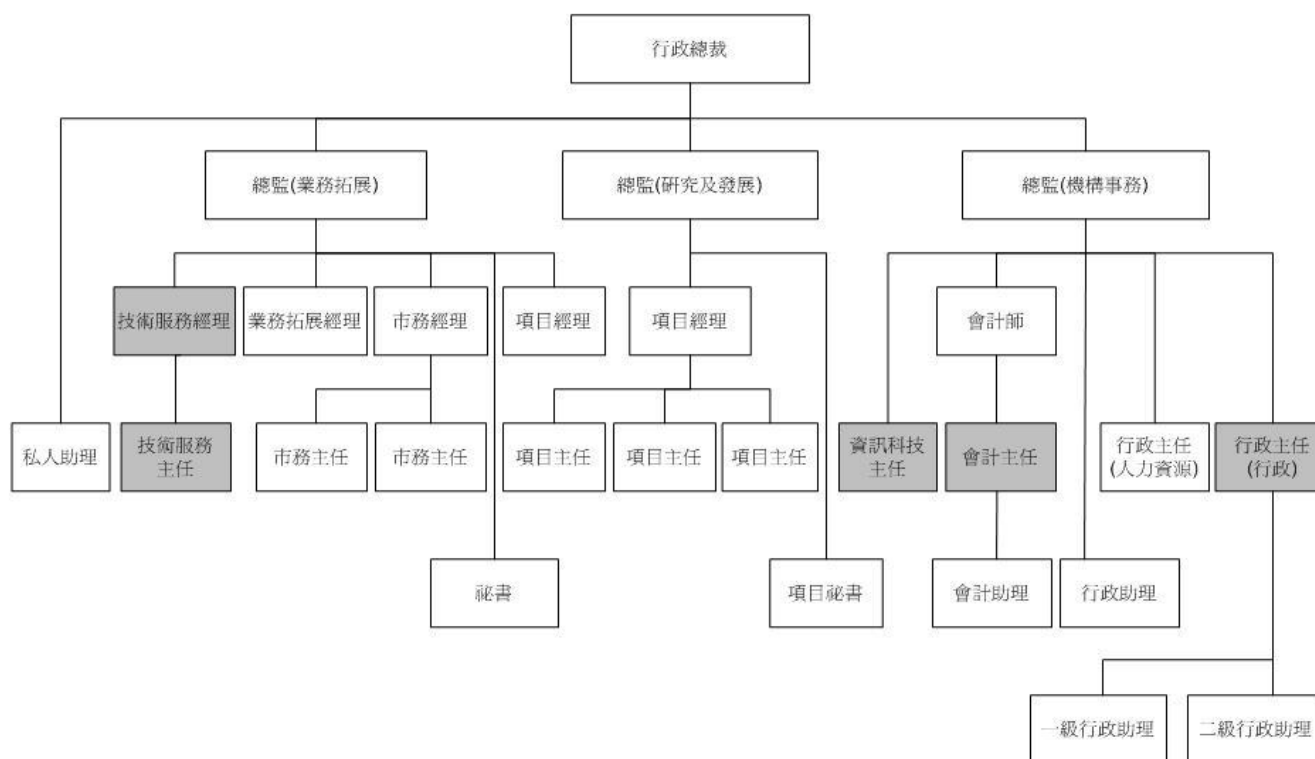 行政總裁
總監(業務拓展)
總監(研究及發展)
總監(機構事務)
技術服務經理
業務拓展經理
市務經理
項目經理
項目經理
會計師
私人助理
技術服務
主任
市務主任
市務主任
項目主任
項目主任
項目主任
資訊科技
主任
會計主任
行政主任
(人力資源)
行政主任
(行政)
祕書
項目祕書
會計助理
行政助理
一級行政助理
二級行政助理